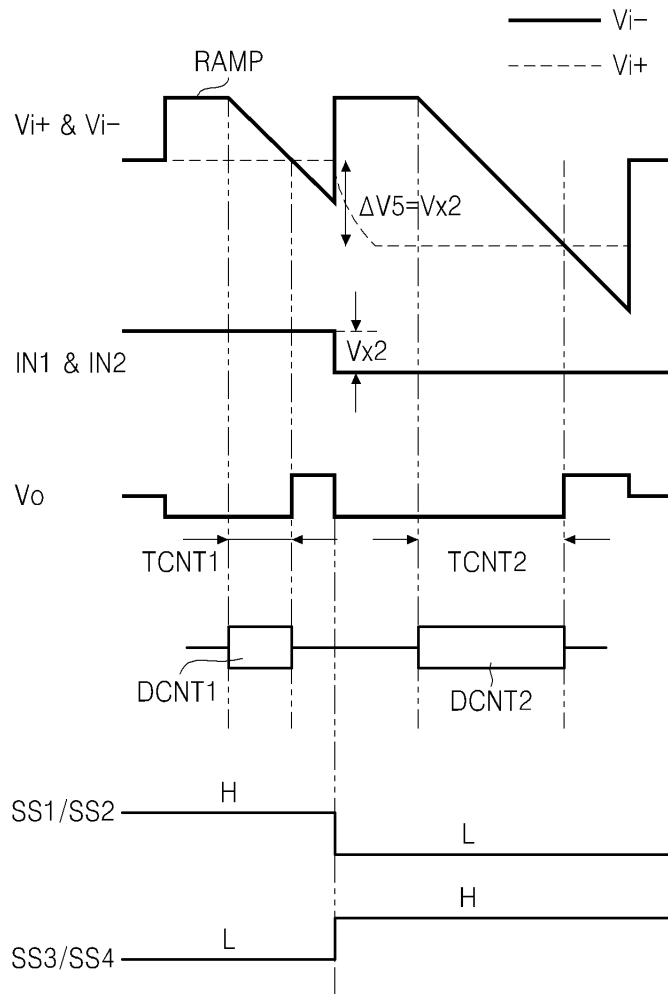 Vi-
Vi+
RAMP
Vi+ & Vi-
ΔV5=Vx2
IN1 & IN2
Vx2
Vo
TCNT1
TCNT2
DCNT1
DCNT2
SS1/SS2
H
L
SS3/SS4
L
H